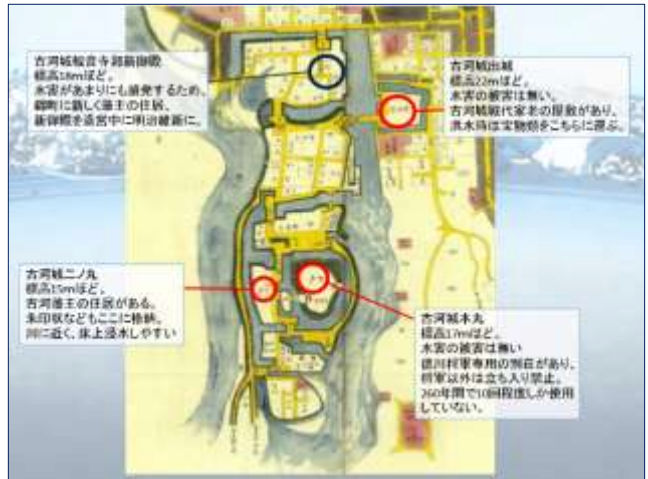 古河城観音寺郭新御殿
標高18mほど。
水害があまりにも頻発するため、
御町に新しく藩主の住居、
新御殿を造営中に明治維新に。
古河城出城
標高22mほど。
水害の被害は無い。
古河城城代家老の屋敷があり、
洪水時は宝物類をこちらに運ぶ。
古河城二ノ丸
標高15mほど。
古河藩主の住居がある。
朱印状などもここに格納。
川に近く、床上浸水しやすい
古河城本丸
標高17mほど。
水害の被害は無い
徳川将軍専用の別荘があり、
将軍以外は立ち入り禁止。
260年間で10回程度しか使用
していない。